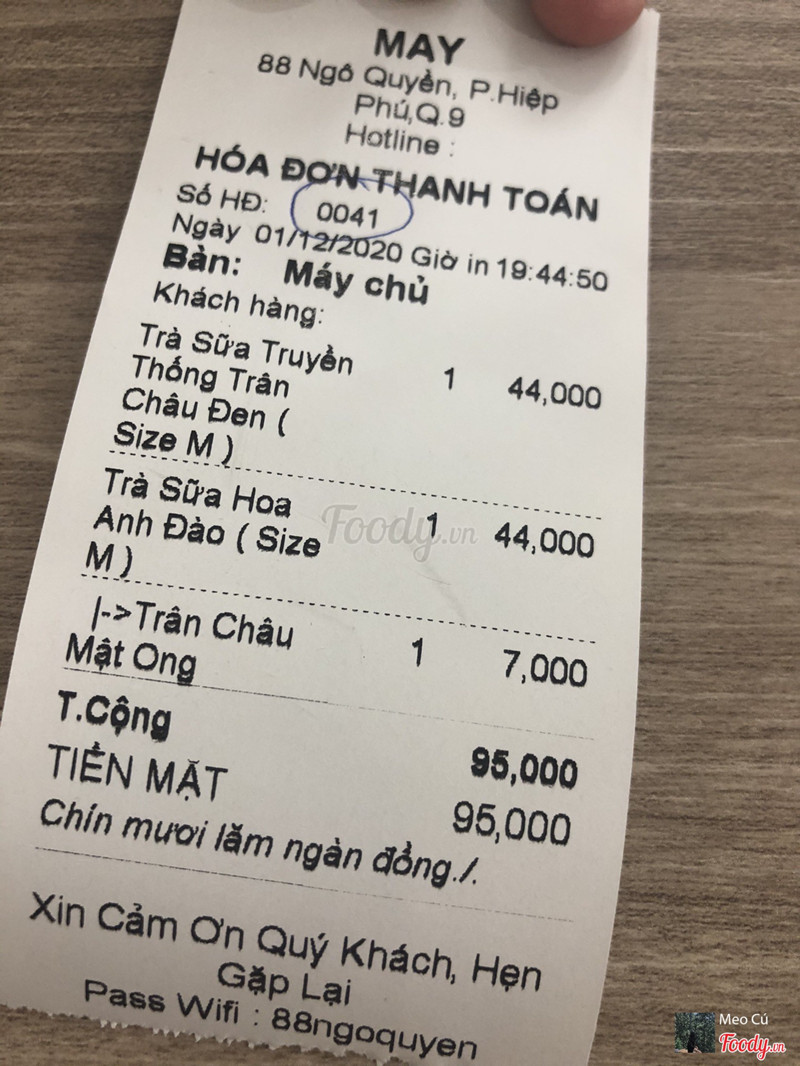 MAY
88 Ngô Quyền, P.Hiệp
Phú,Q.9
Hotline :
HÓA ĐƠN THANH TOÁN
Số HĐ: 0041
Ngày 01/12/2020 Giờ in 19:44:50
Bàn: Máy chủ
Khách hàng:
Trà Sữa Truyền 1 44,000
Thống Trân
Châu Đen (
Size M )
Trà Sữa Hoa 1 44,000
Anh Đào ( Size
M )
|->Trân Châu 1 7,000
Mật Ong
T.Cộng 95,000
TIỀN MẶT 95,000
Chín mươi lăm ngàn đồng./.
Xin Cảm Ơn Quý Khách, Hẹn
Gặp Lại
Pass Wifi : 88ngoquyen
Foody.vn
Meo Cú
Foody.vn